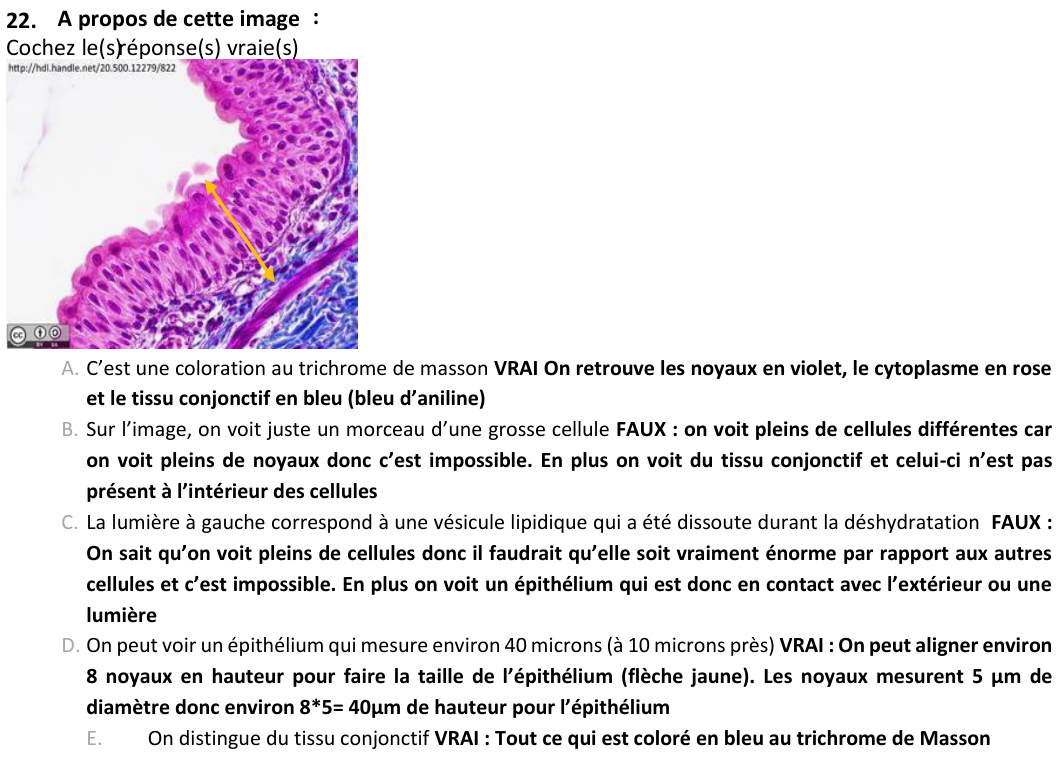 22. A propos de cette image :
Cochez le(s)réponse(s) vraie(s)
http://hdl.handle.net/20.500.12279/822
cc BY SA
A. C’est une coloration au trichrome de masson VRAI On retrouve les noyaux en violet, le cytoplasme en rose
et le tissu conjonctif en bleu (bleu d’aniline)
B. Sur l’image, on voit juste un morceau d’une grosse cellule FAUX : on voit pleins de cellules différentes car
on voit pleins de noyaux donc c’est impossible. En plus on voit du tissu conjonctif et celui-ci n’est pas
présent à l’intérieur des cellules
C. La lumière à gauche correspond à une vésicule lipidique qui a été dissoute durant la déshydratation FAUX :
On sait qu’on voit pleins de cellules donc il faudrait qu’elle soit vraiment énorme par rapport aux autres
cellules et c’est impossible. En plus on voit un épithélium qui est donc en contact avec l’extérieur ou une
lumière
D. On peut voir un épithélium qui mesure environ 40 microns (à 10 microns près) VRAI : On peut aligner environ
8 noyaux en hauteur pour faire la taille de l’épithélium (flèche jaune). Les noyaux mesurent 5 µm de
diamètre donc environ 8*5= 40µm de hauteur pour l’épithélium
E. On distingue du tissu conjonctif VRAI : Tout ce qui est coloré en bleu au trichrome de Masson